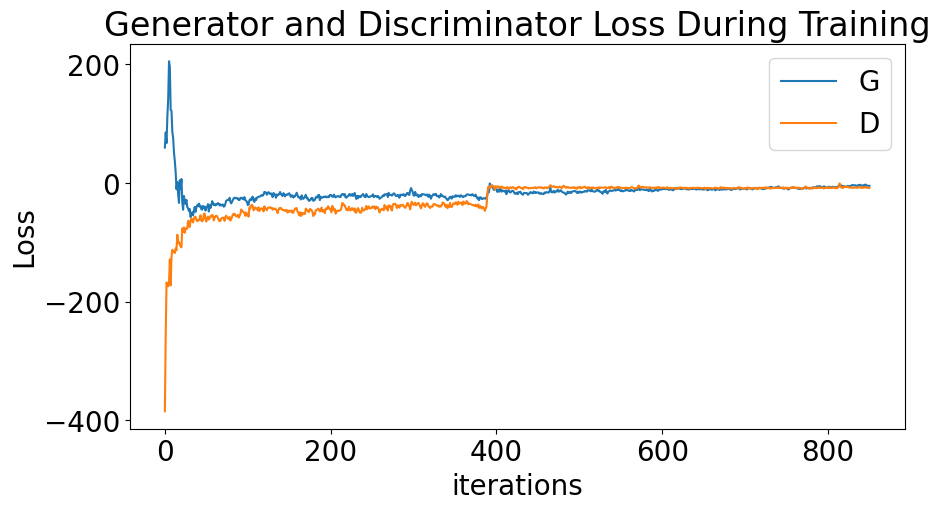 Generator and Discriminator Loss During Training
200
0
−200
−400
Loss
G
D
0 200 400 600 800
iterations